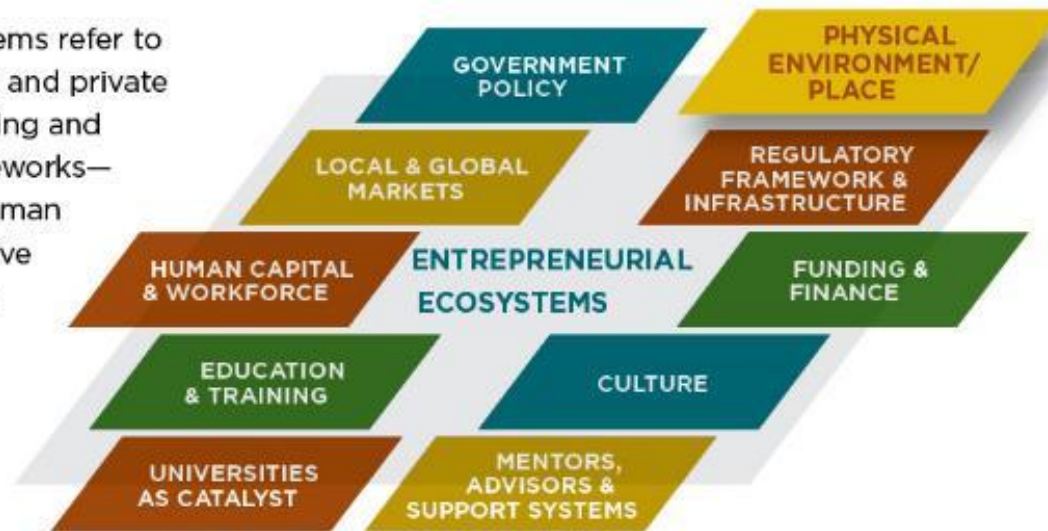 ems refer to
and private
ing and
eworks—
man
ve
GOVERNMENT
POLICY
PHYSICAL
ENVIRONMENT/
PLACE
LOCAL & GLOBAL
MARKETS
REGULATORY
FRAMEWORK &
INFRASTRUCTURE
HUMAN CAPITAL
& WORKFORCE
ENTREPRENEURIAL
ECOSYSTEMS
FUNDING &
FINANCE
EDUCATION
& TRAINING
CULTURE
UNIVERSITIES
AS CATALYST
MENTORS,
ADVISORS &
SUPPORT SYSTEMS